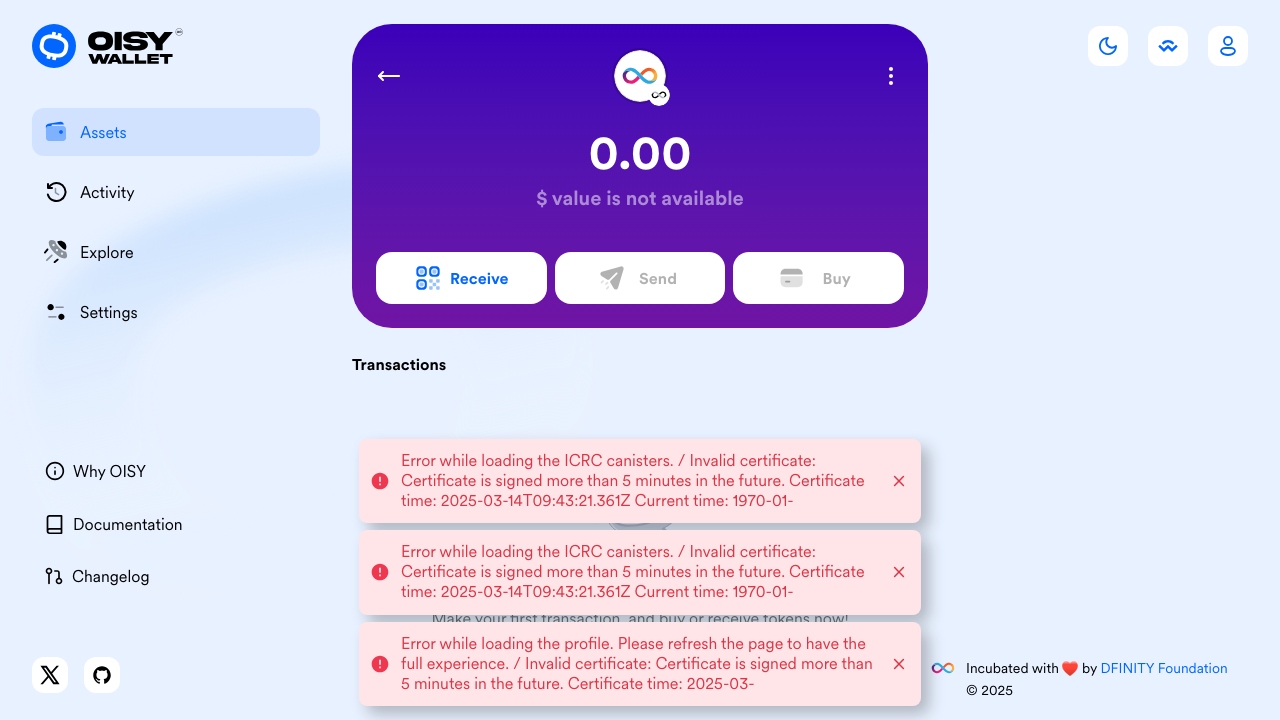 OISY
WALLET
Assets
Activity
Explore
Settings
Why OISY
Documentation
Changelog
0.00
$ value is not available
Receive
Send
Buy
Transactions
Error while loading the ICRC canisters. / Invalid certificate:
Certificate is signed more than 5 minutes in the future. Certificate
time: 2025-03-14T09:43:21.361Z Current time: 1970-01-
Error while loading the ICRC canisters. / Invalid certificate:
Certificate is signed more than 5 minutes in the future. Certificate
time: 2025-03-14T09:43:21.361Z Current time: 1970-01-
Make your first transaction, and buy or receive tokens now!
Error while loading the profile. Please refresh the page to have the
full experience. / Invalid certificate: Certificate is signed more than
5 minutes in the future. Certificate time: 2025-03-
Incubated with ❤️ by DFINITY Foundation
© 2025